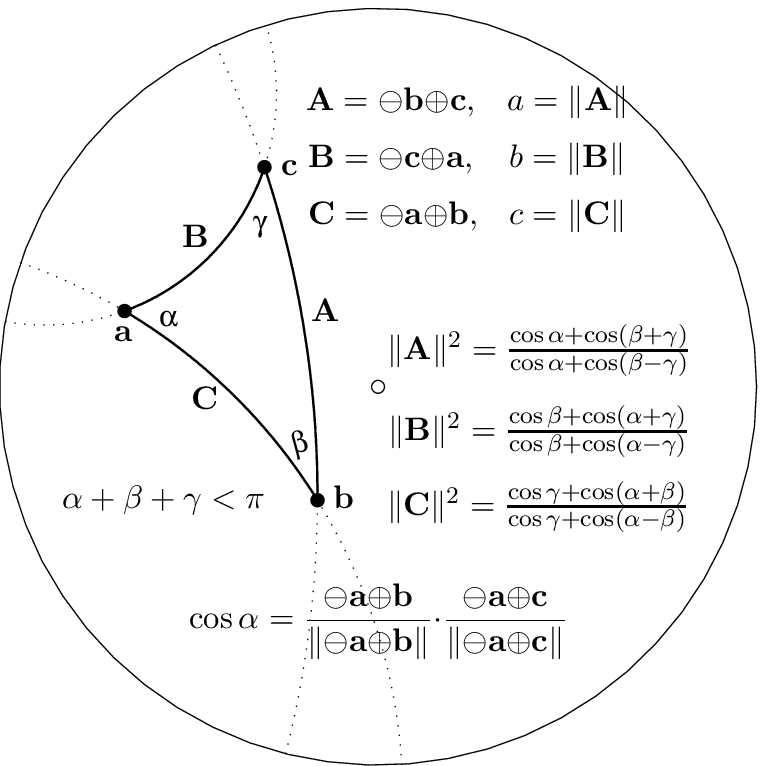 A = ⊖b⊕c, a = ‖A‖
c B = ⊖c⊕a, b = ‖B‖
C = ⊖a⊕b, c = ‖C‖
γ
B
A
α
a
‖A‖² = (cos α+cos(β+γ))/(cos α+cos(β−γ))
C
‖B‖² = (cos β+cos(α+γ))/(cos β+cos(α−γ))
β
α + β + γ < π
b
‖C‖² = (cos γ+cos(α+β))/(cos γ+cos(α−β))
cos α = (⊖a⊕b)/‖⊖a⊕b‖ · (⊖a⊕c)/‖⊖a⊕c‖